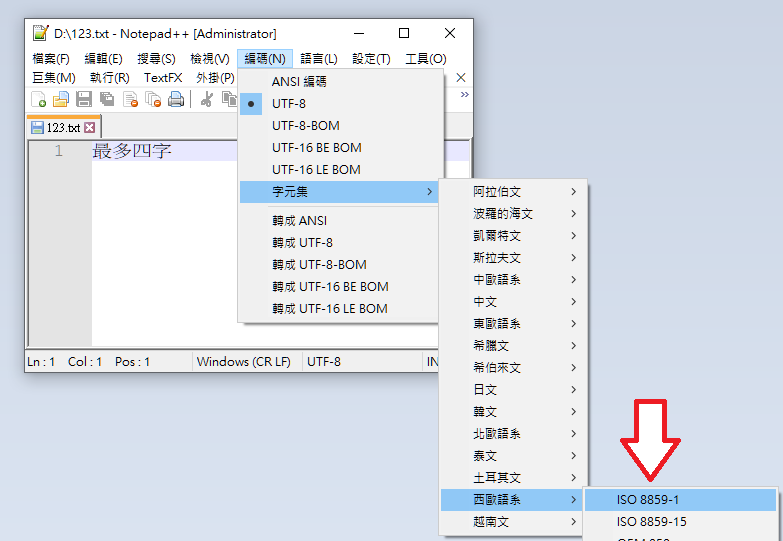 D:\123.txt - Notepad++ [Administrator]
檔案(F) 編輯(E) 搜尋(S) 檢視(V) 編碼(N) 語言(L) 設定(T) 工具(O)
巨集(M) 執行(R) TextFX 外掛(P)
123.txt
1 最多四字
ANSI 編碼
UTF-8
UTF-8-BOM
UTF-16 BE BOM
UTF-16 LE BOM
字元集
轉成 ANSI
轉成 UTF-8
轉成 UTF-8-BOM
轉成 UTF-16 BE BOM
轉成 UTF-16 LE BOM
阿拉伯文
波羅的海文
凱爾特文
斯拉夫文
中歐語系
中文
東歐語系
希臘文
希伯來文
日文
韓文
北歐語系
泰文
土耳其文
西歐語系
越南文
ISO 8859-1
ISO 8859-15
Ln : 1 Col : 1 Pos : 1 Windows (CR LF) UTF-8 IN